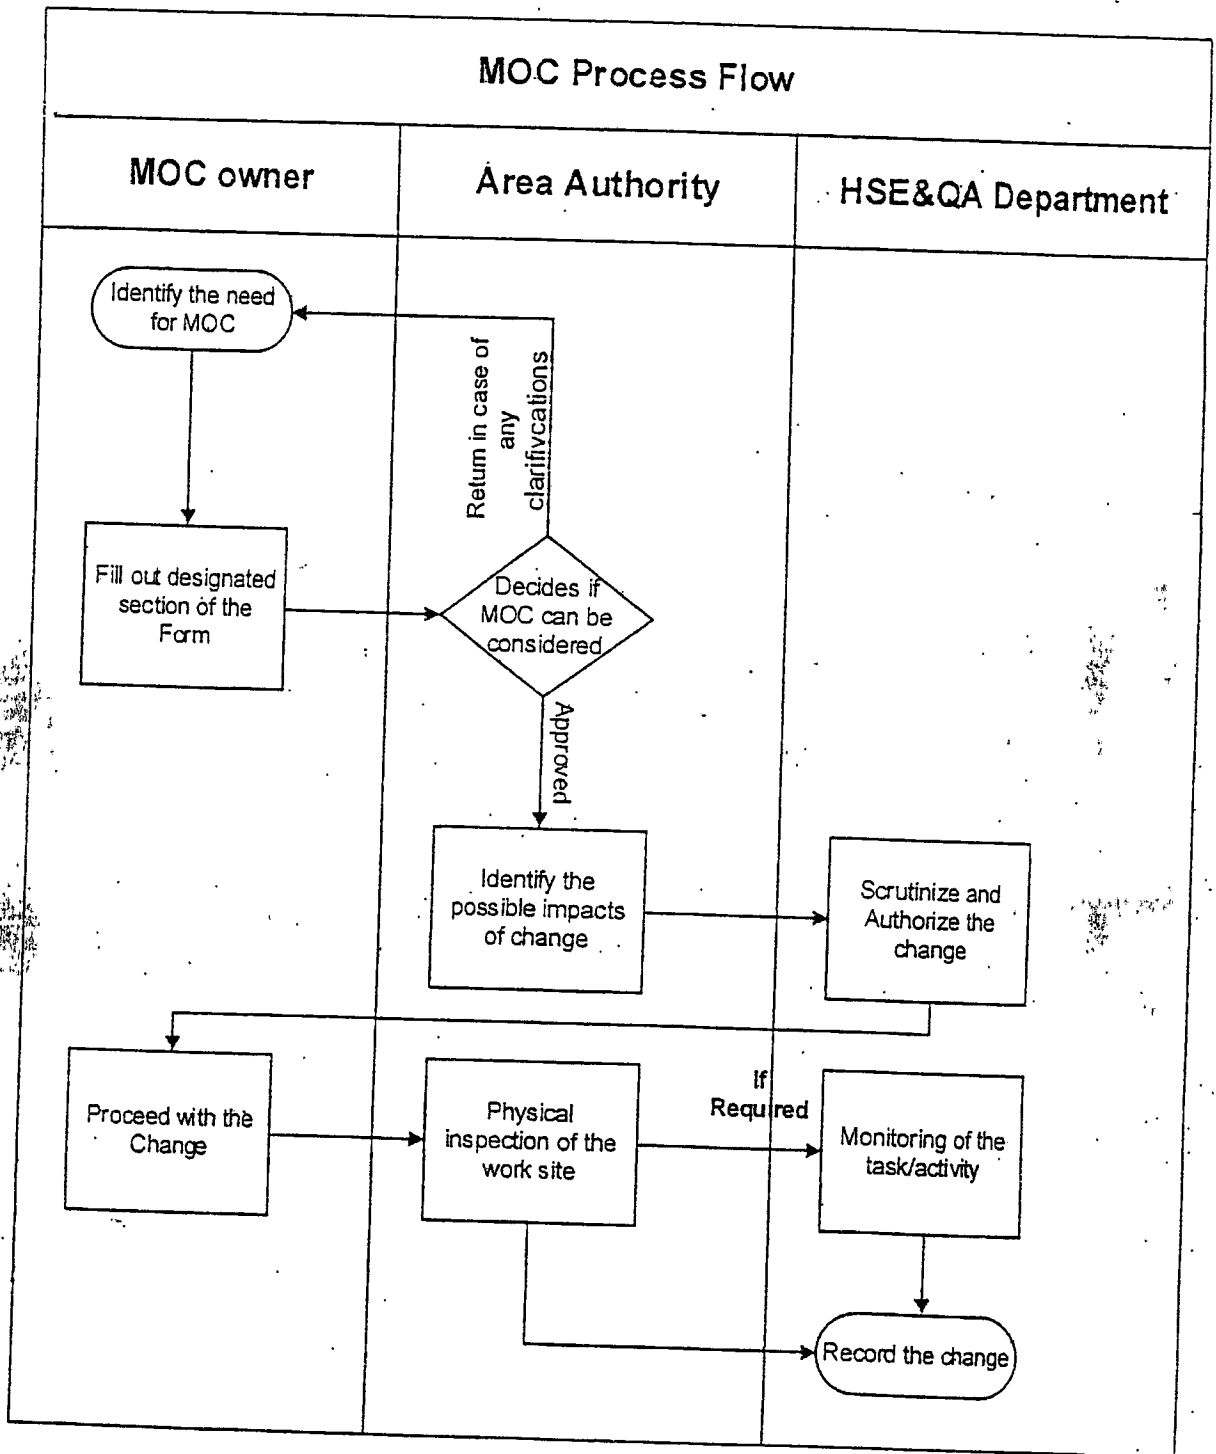 MOC Process Flow
MOC owner
Area Authority
HSE&QA Department
Identify the need
for MOC
Return in case of
any
clarifivcations
Fill out designated
section of the
Form
Decides if
MOC can be
considered
Approved
Identify the
possible impacts
of change
Scrutinize and
Authorize the
change
Proceed with the
Change
Physical
inspection of the
work site
If
Required
Monitoring of the
task/activity
Record the change